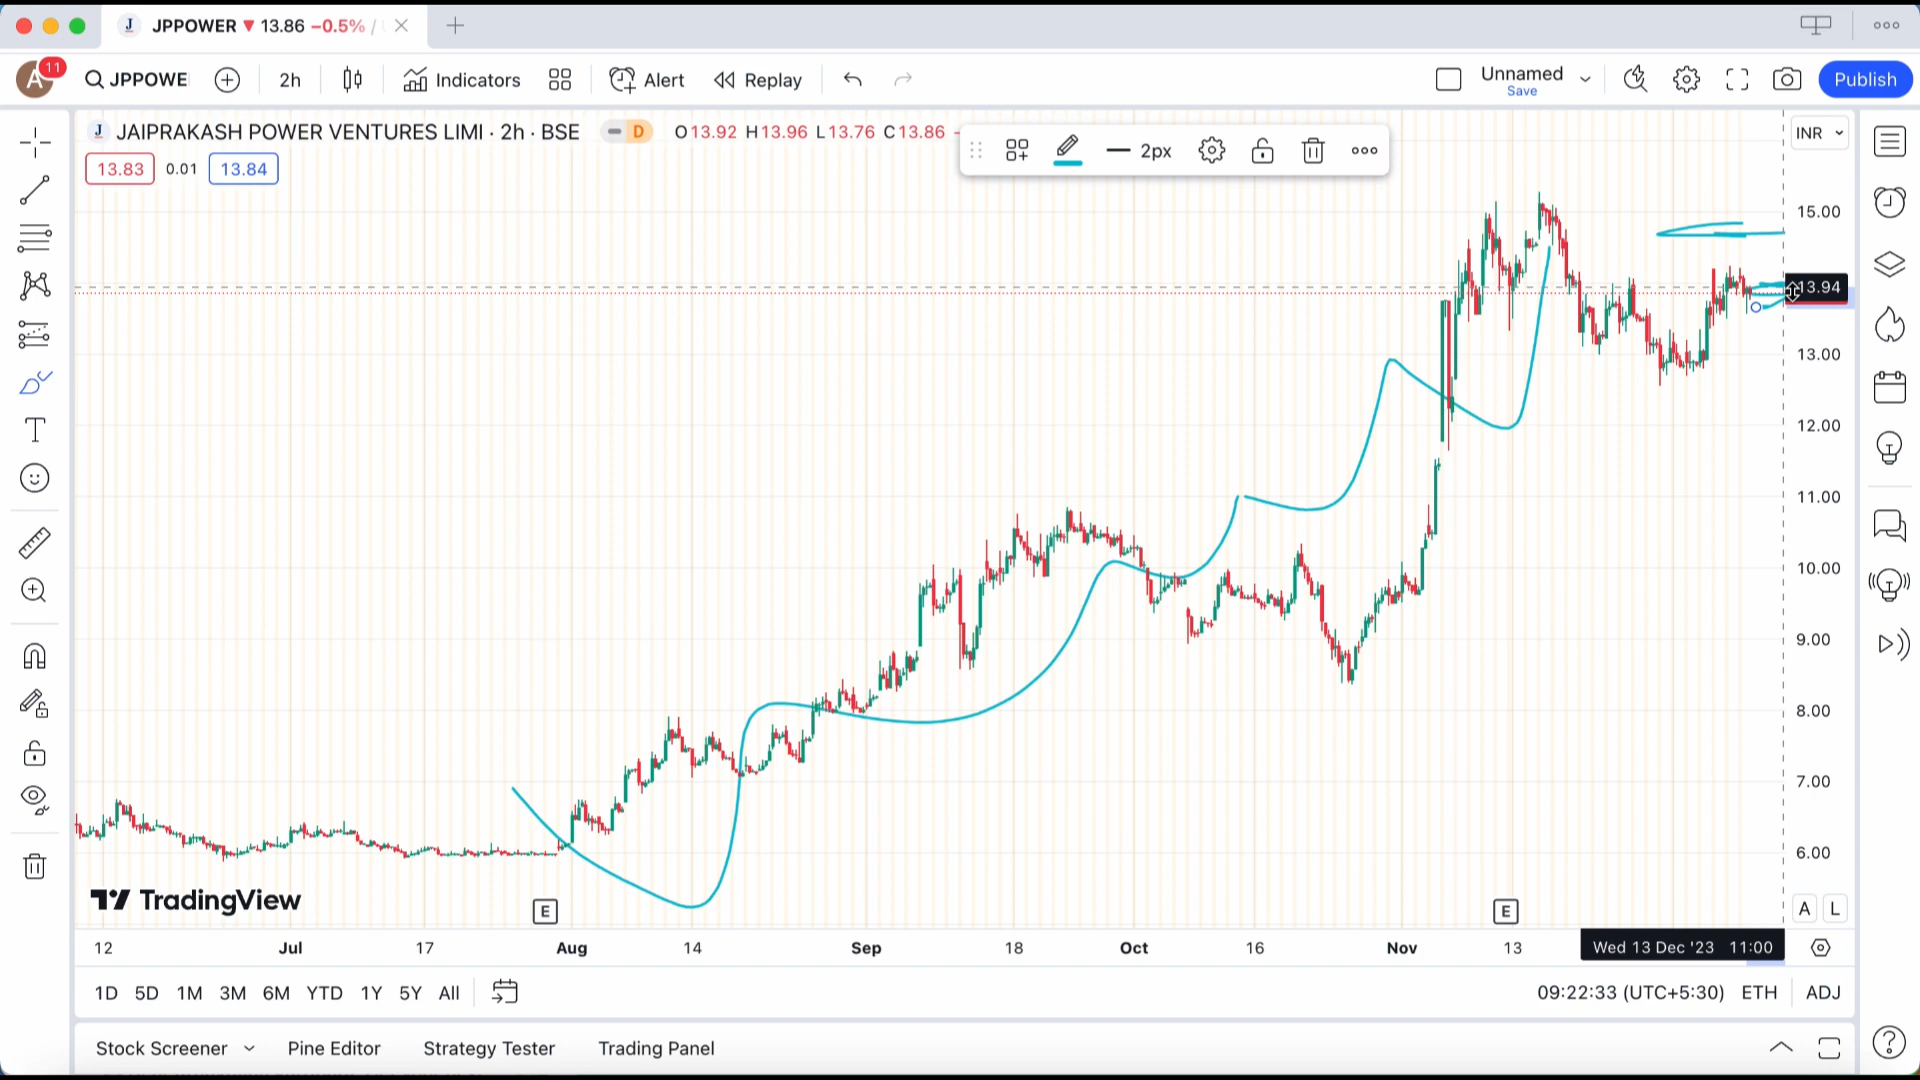 J JPPOWER ▼ 13.86 −0.5% /
A 11 JPPOWE 2h Indicators Alert Replay Unnamed Save Publish
J JAIPRAKASH POWER VENTURES LIMI · 2h · BSE D O13.92 H13.96 L13.76 C13.86 2px INR
13.83 0.01 13.84
15.00
13.94
13.00
12.00
11.00
10.00
9.00
8.00
7.00
6.00
TradingView
E E A L
12 Jul 17 Aug 14 Sep 18 Oct 16 Nov 13 Wed 13 Dec '23 11:00
1D 5D 1M 3M 6M YTD 1Y 5Y All 09:22:33 (UTC+5:30) ETH ADJ
Stock Screener Pine Editor Strategy Tester Trading Panel